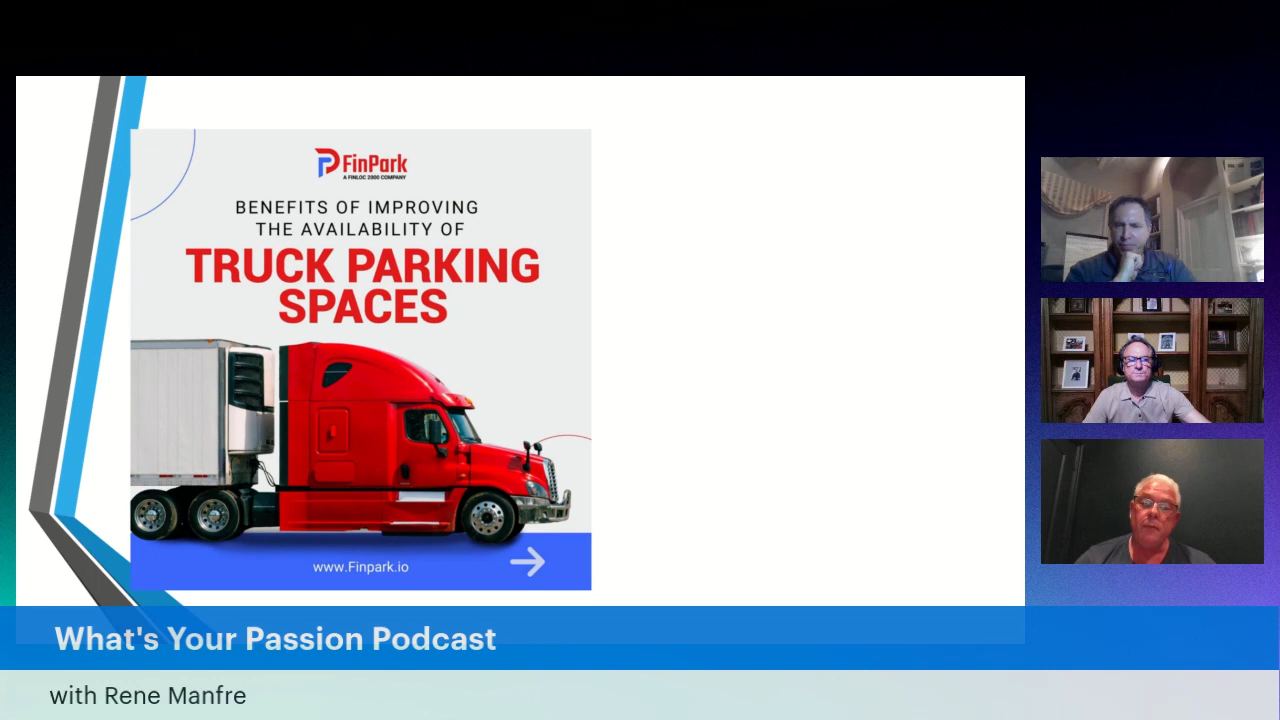 FinPark
A FINLOC 2000 COMPANY
BENEFITS OF IMPROVING
THE AVAILABILITY OF
TRUCK PARKING
SPACES
www.Finpark.io
What's Your Passion Podcast
with Rene Manfre